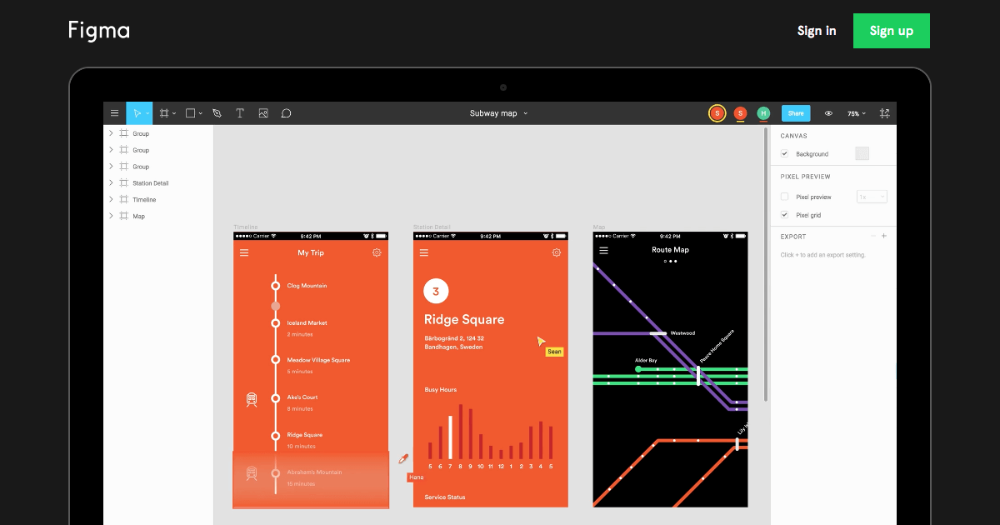 Figma
Sign in
Sign up
Subway map
S
S
H
Share
75%
Group
Group
Group
Station Detail
Timeline
Map
CANVAS
Background
PIXEL PREVIEW
Pixel preview
1x
Pixel grid
EXPORT
Click + to add an export setting.
Timeline
Carrier
9:42 PM
My Trip
Clog Mountain
Iceland Market
2 minutes
Meadow Village Square
5 minutes
Ake's Court
8 minutes
Ridge Square
10 minutes
Abraham's Mountain
15 minutes
Hana
Station Detail
Carrier
9:42 PM
3
Ridge Square
Bärbogränd 2, 124 32
Bandhagen, Sweden
Sean
Busy Hours
5 6 7 8 9 10 11 12 1 2 3 4 5
Service Status
Map
Carrier
9:42 PM
Route Map
Westwood
Peace Home Square
Alder Bay